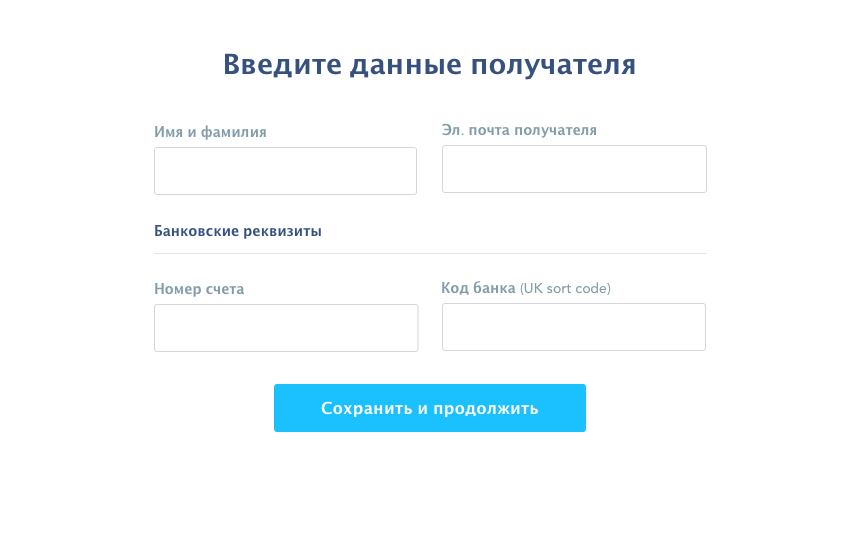 Введите данные получателя
Имя и фамилия
Эл. почта получателя
Банковские реквизиты
Номер счета
Код банка (UK sort code)
Сохранить и продолжить